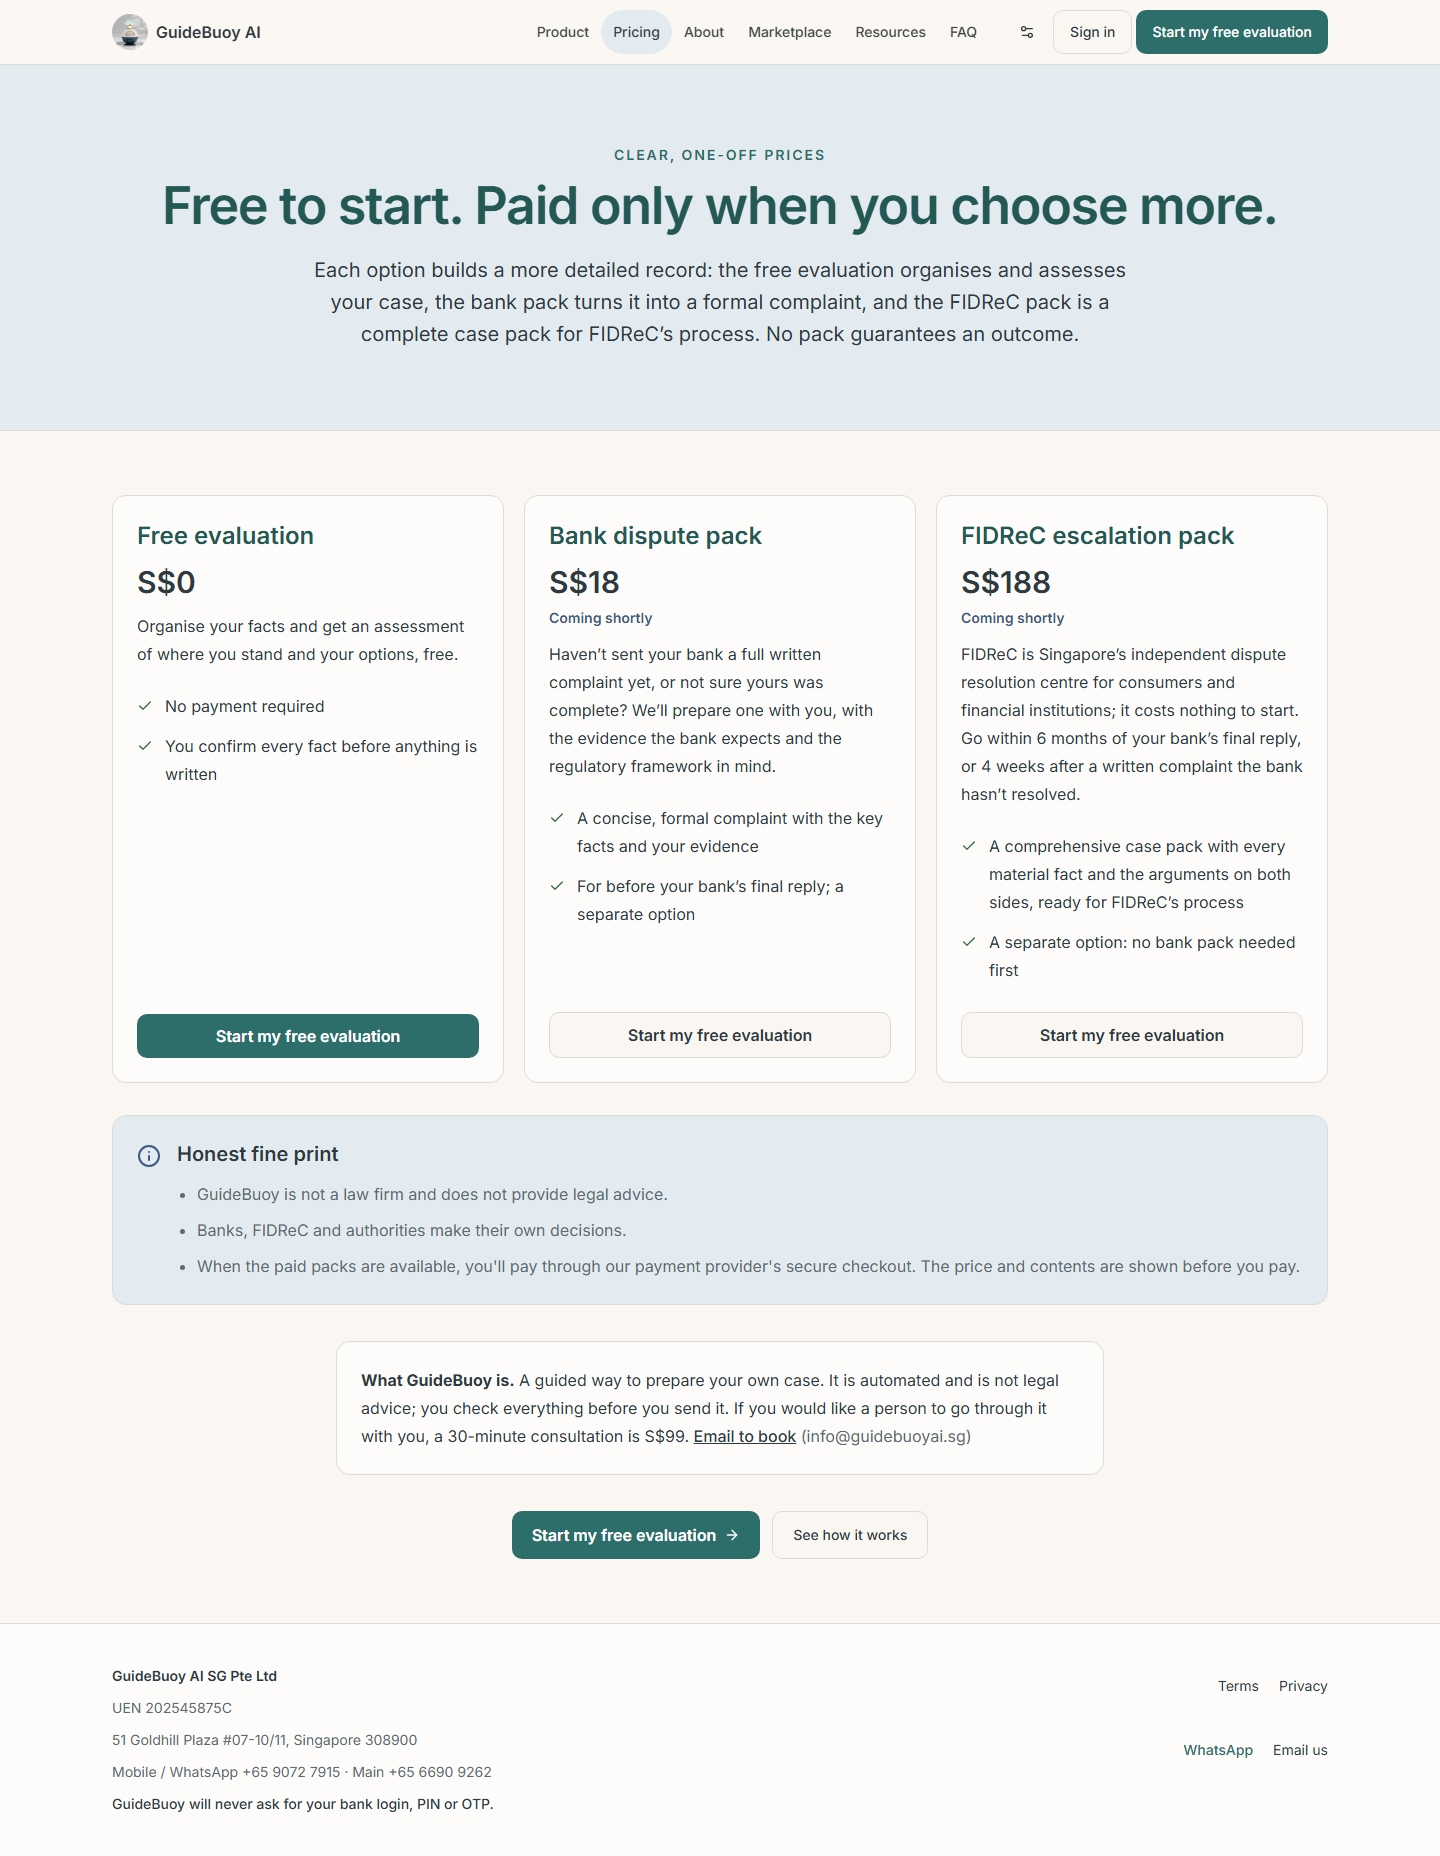 GuideBuoy AI
Product
Pricing
About
Marketplace
Resources
FAQ
Sign in
Start my free evaluation
CLEAR, ONE-OFF PRICES
Free to start. Paid only when you choose more.
Each option builds a more detailed record: the free evaluation organises and assesses
your case, the bank pack turns it into a formal complaint, and the FIDReC pack is a
complete case pack for FIDReC’s process. No pack guarantees an outcome.
Free evaluation
S$0
Organise your facts and get an assessment
of where you stand and your options, free.
No payment required
You confirm every fact before anything is
written
Start my free evaluation
Bank dispute pack
S$18
Coming shortly
Haven’t sent your bank a full written
complaint yet, or not sure yours was
complete? We’ll prepare one with you, with
the evidence the bank expects and the
regulatory framework in mind.
A concise, formal complaint with the key
facts and your evidence
For before your bank’s final reply; a
separate option
Start my free evaluation
FIDReC escalation pack
S$188
Coming shortly
FIDReC is Singapore’s independent dispute
resolution centre for consumers and
financial institutions; it costs nothing to start.
Go within 6 months of your bank’s final reply,
or 4 weeks after a written complaint the bank
hasn’t resolved.
A comprehensive case pack with every
material fact and the arguments on both
sides, ready for FIDReC’s process
A separate option: no bank pack needed
first
Start my free evaluation
Honest fine print
• GuideBuoy is not a law firm and does not provide legal advice.
• Banks, FIDReC and authorities make their own decisions.
• When the paid packs are available, you'll pay through our payment provider's secure checkout. The price and contents are shown before you pay.
What GuideBuoy is. A guided way to prepare your own case. It is automated and is not legal
advice; you check everything before you send it. If you would like a person to go through it
with you, a 30-minute consultation is S$99. Email to book (info@guidebuoyai.sg)
Start my free evaluation →
See how it works
GuideBuoy AI SG Pte Ltd
UEN 202545875C
51 Goldhill Plaza #07-10/11, Singapore 308900
Mobile / WhatsApp +65 9072 7915 · Main +65 6690 9262
GuideBuoy will never ask for your bank login, PIN or OTP.
Terms
Privacy
WhatsApp
Email us